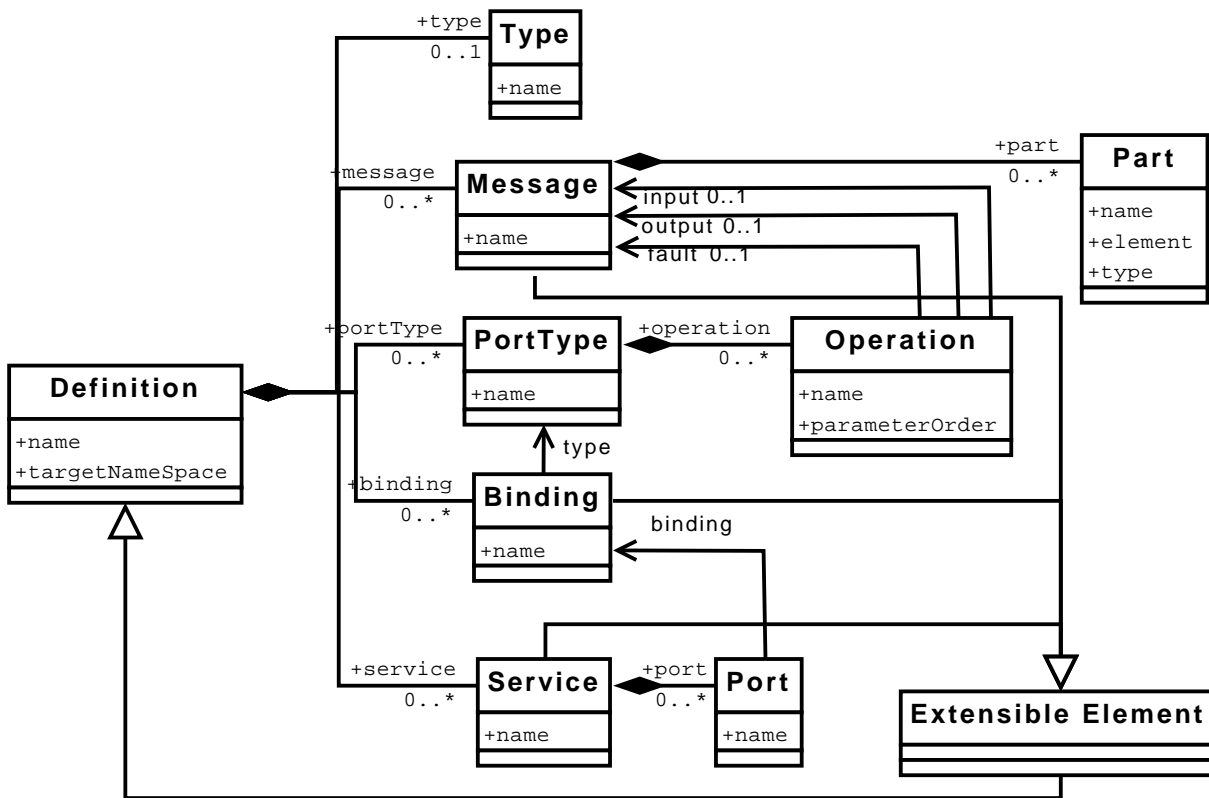 +type
0..1
Type
+name
+message
0..*
Message
+name
+part
0..*
Part
+name
+element
+type
input 0..1
output 0..1
fault 0..1
+portType
0..*
PortType
+name
+operation
0..*
Operation
+name
+parameterOrder
Definition
+name
+targetNameSpace
type
+binding
0..*
Binding
+name
binding
+service
0..*
Service
+name
+port
0..*
Port
+name
Extensible Element